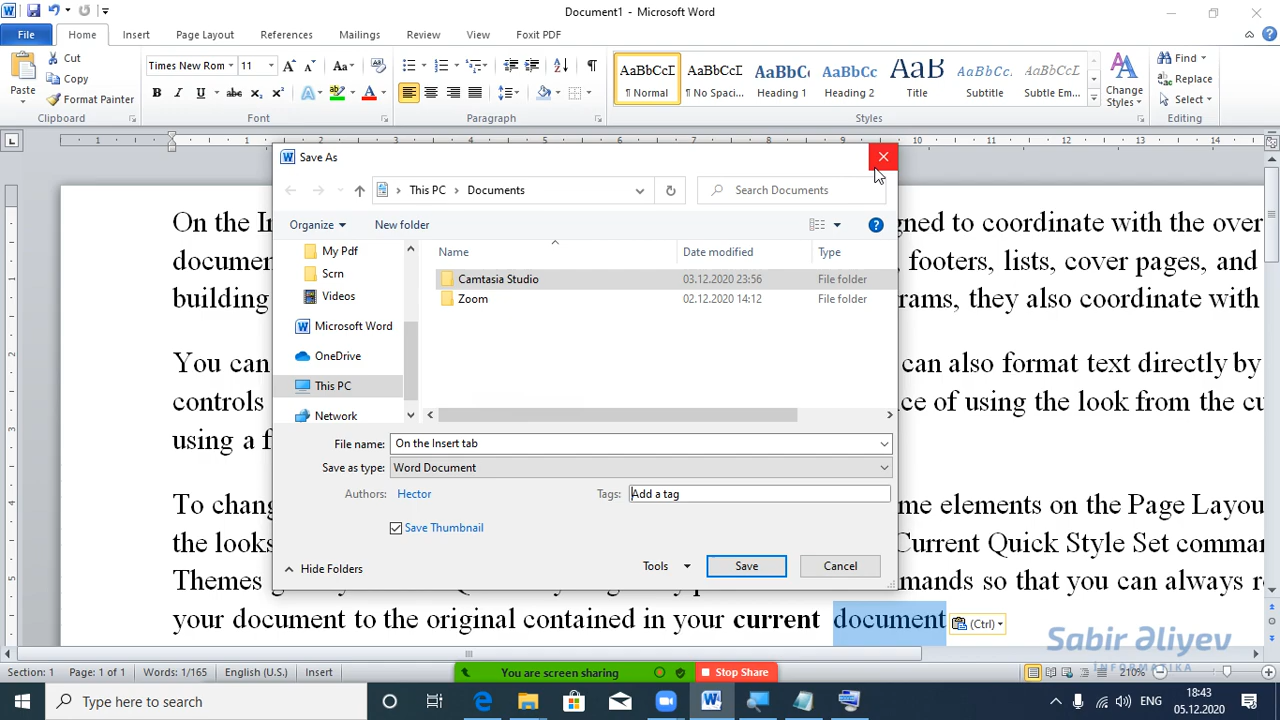 Document1 - Microsoft Word
File Home Insert Page Layout References Mailings Review View Foxit PDF
Paste
Cut
Copy
Format Painter
Clipboard
Times New Rom 11
Font
Paragraph
AaBbCcI
¶ Normal
AaBbCcI
¶ No Spaci...
AaBbCc
Heading 1
AaBbCc
Heading 2
AaB
Title
AaBbCcI
Subtitle
AaBbCcI
Subtle Em...
Change
Styles
Styles
Find
Replace
Select
Editing
Save As
This PC Documents
Search Documents
Organize New folder
My Pdf
Scrn
Videos
Microsoft Word
OneDrive
This PC
Network
Name Date modified Type
Camtasia Studio 03.12.2020 23:56 File folder
Zoom 02.12.2020 14:12 File folder
File name: On the Insert tab
Save as type: Word Document
Authors: Hector Tags: Add a tag
Save Thumbnail
Hide Folders Tools Save Cancel
On the gned to coordinate with the over
documen , footers, lists, cover pages, and
building rams, they also coordinate with
You can can also format text directly by
controls ce of using the look from the cu
using a f
To chang me elements on the Page Layou
the looks Current Quick Style Set comma
Themes mmands so that you can always r
your document to the original contained in your current document (Ctrl)
Sabir Əliyev
INFORMATIKA
Section: 1 Page: 1 of 1 Words: 1/165 English (U.S.) Insert You are screen sharing Stop Share 210%
Type here to search ENG 18:43
05.12.2020